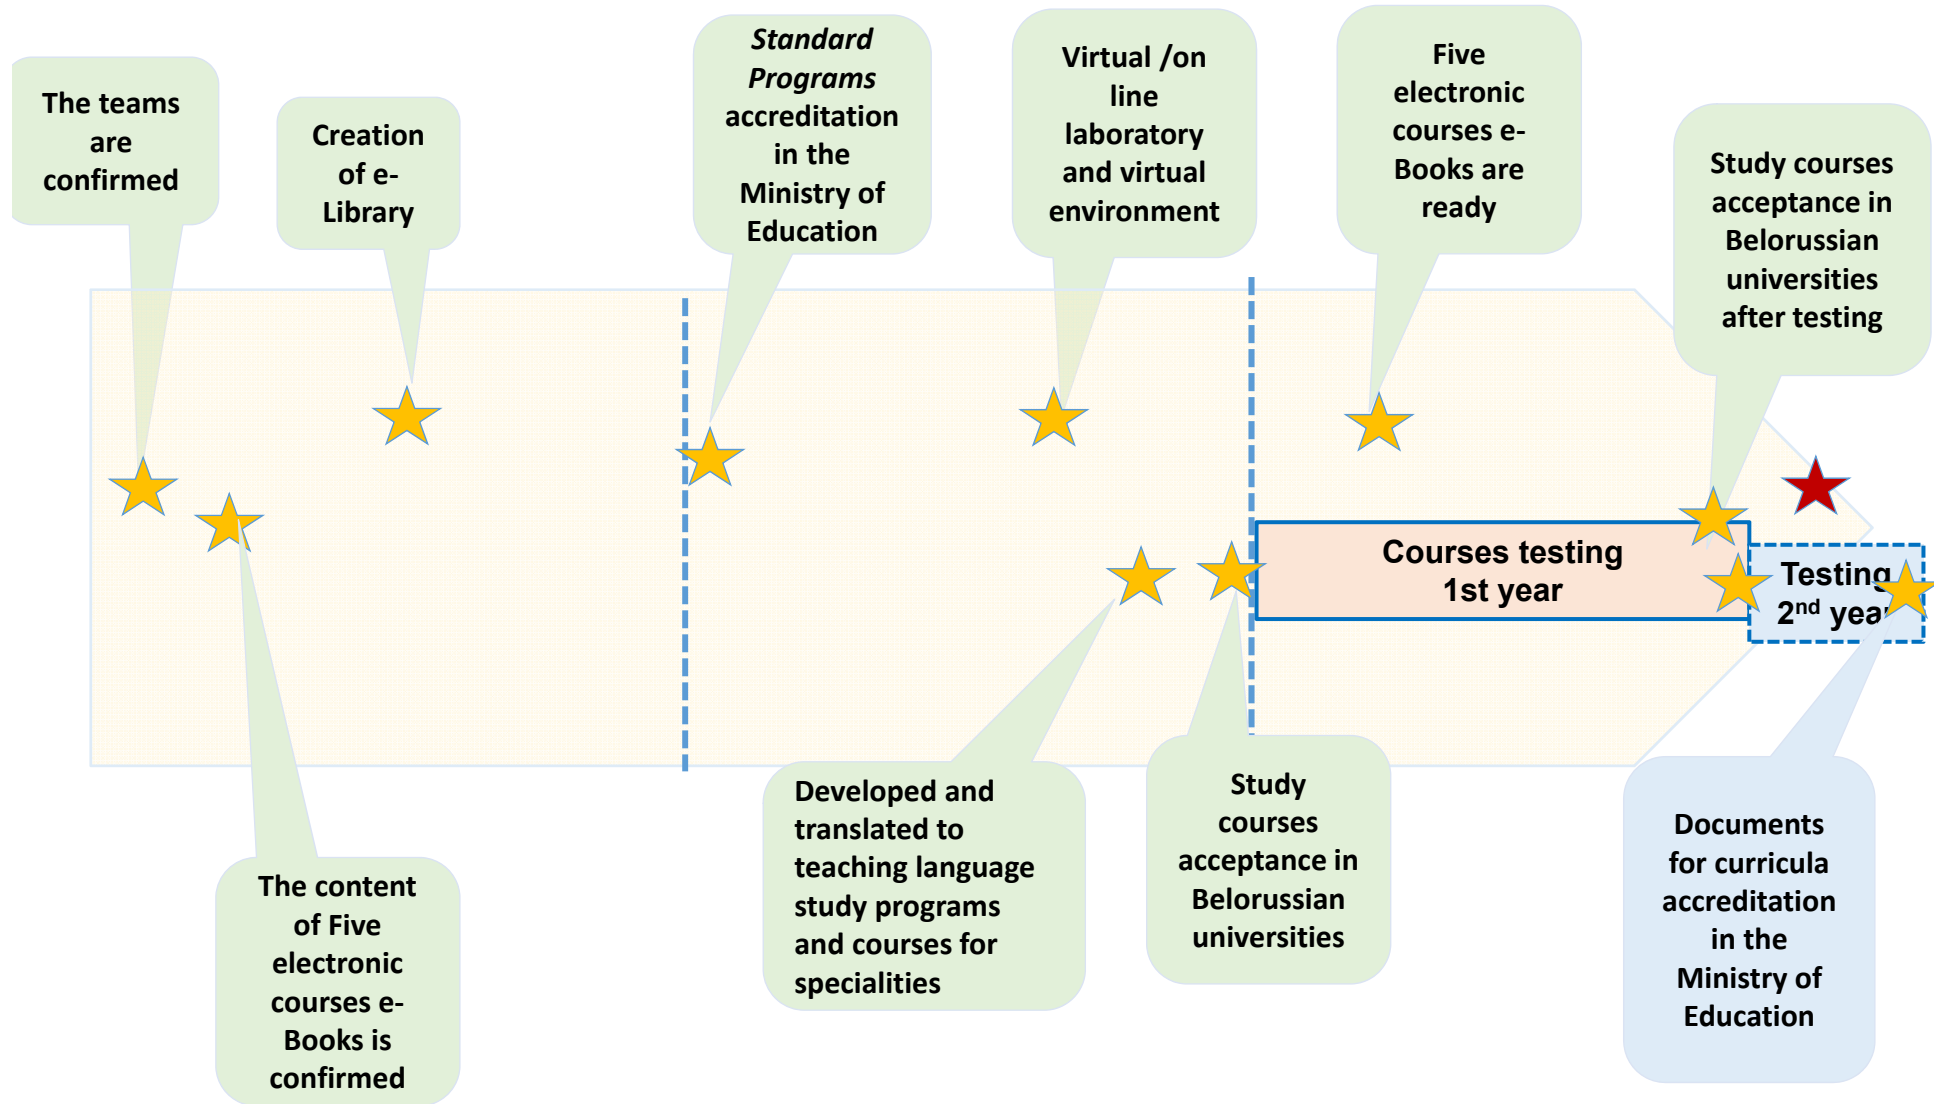 The teams
are
confirmed
Creation
of e-
Library
Standard
Programs
accreditation
in the
Ministry of
Education
Virtual /on
line
laboratory
and virtual
environment
Five
electronic
courses e-
Books are
ready
Study courses
acceptance in
Belorussian
universities
after testing
Courses testing
1st year
Testing
2nd year
The content
of Five
electronic
courses e-
Books is
confirmed
Developed and
translated to
teaching language
study programs
and courses for
specialities
Study
courses
acceptance in
Belorussian
universities
Documents
for curricula
accreditation
in the
Ministry of
Education